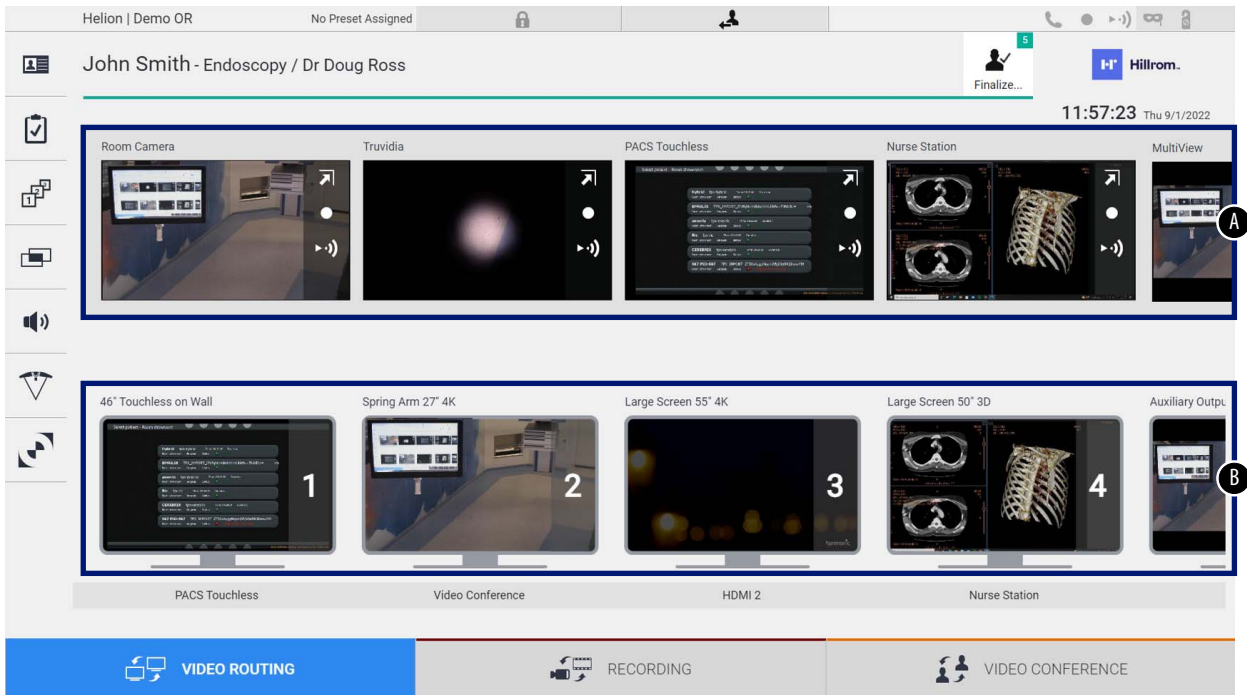 Helion | Demo OR
No Preset Assigned
John Smith - Endoscopy / Dr Doug Ross
5
Finalize...
Hillrom™
11:57:23 Thu 9/1/2022
Room Camera
Truvidia
PACS Touchless
Nurse Station
MultiView
A
46" Touchless on Wall
Spring Arm 27" 4K
Large Screen 55" 4K
Large Screen 50" 3D
Auxiliary Outpu
1
2
3
4
B
PACS Touchless
Video Conference
HDMI 2
Nurse Station
VIDEO ROUTING
RECORDING
VIDEO CONFERENCE